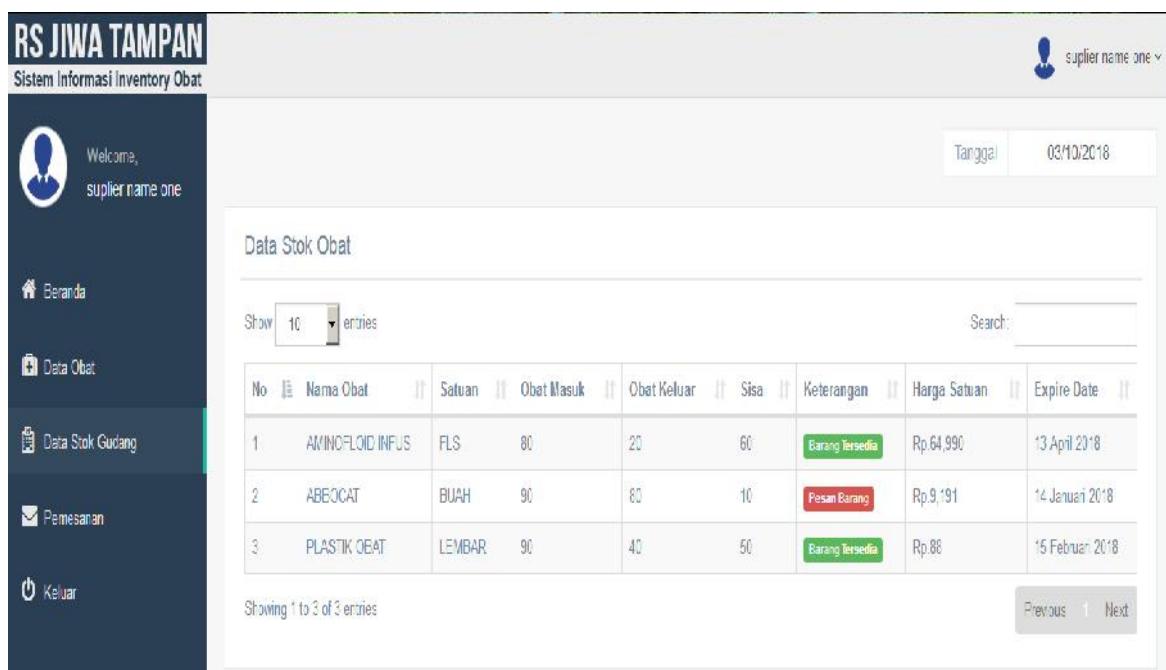 RS JIWA TAMPAN
Sistem Informasi Inventory Obat
suplier name one
Welcome,
suplier name one
Tanggal 03/10/2018
Beranda
Data Obat
Data Stok Gudang
Pemesanan
Keluar
Data Stok Obat
Show 10 entries Search:
No Nama Obat Satuan Obat Masuk Obat Keluar Sisa Keterangan Harga Satuan Expire Date
1 AMINOFLOID INFUS FLS 80 20 60 Barang Tersedia Rp.64,990 13 April 2018
2 ABBOCAT BUAH 90 80 10 Pesan Barang Rp.9,191 14 Januari 2018
3 PLASTIK OBAT LEMBAR 90 40 50 Barang Tersedia Rp.88 15 Februari 2018
Showing 1 to 3 of 3 entries
Previous 1 Next